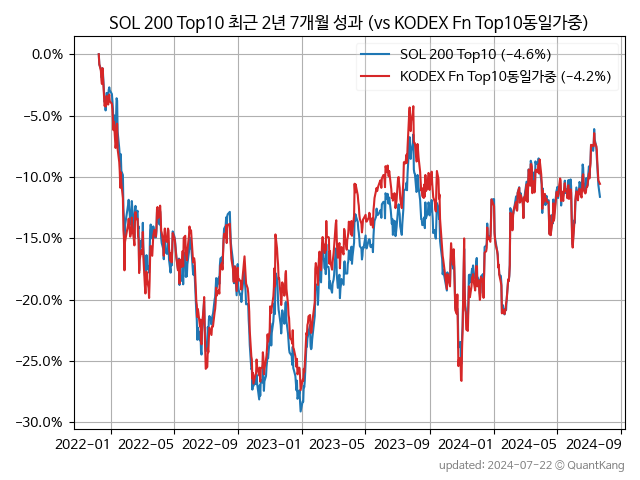 SOL 200 Top10 최근 2년 7개월 성과 (vs KODEX Fn Top10동일가중)
SOL 200 Top10 (−4.6%)
KODEX Fn Top10동일가중 (−4.2%)
0.0%
−5.0%
−10.0%
−15.0%
−20.0%
−25.0%
−30.0%
2022-01 2022-05 2022-09 2023-01 2023-05 2023-09 2024-01 2024-05 2024-09
updated: 2024-07-22 © QuantKang